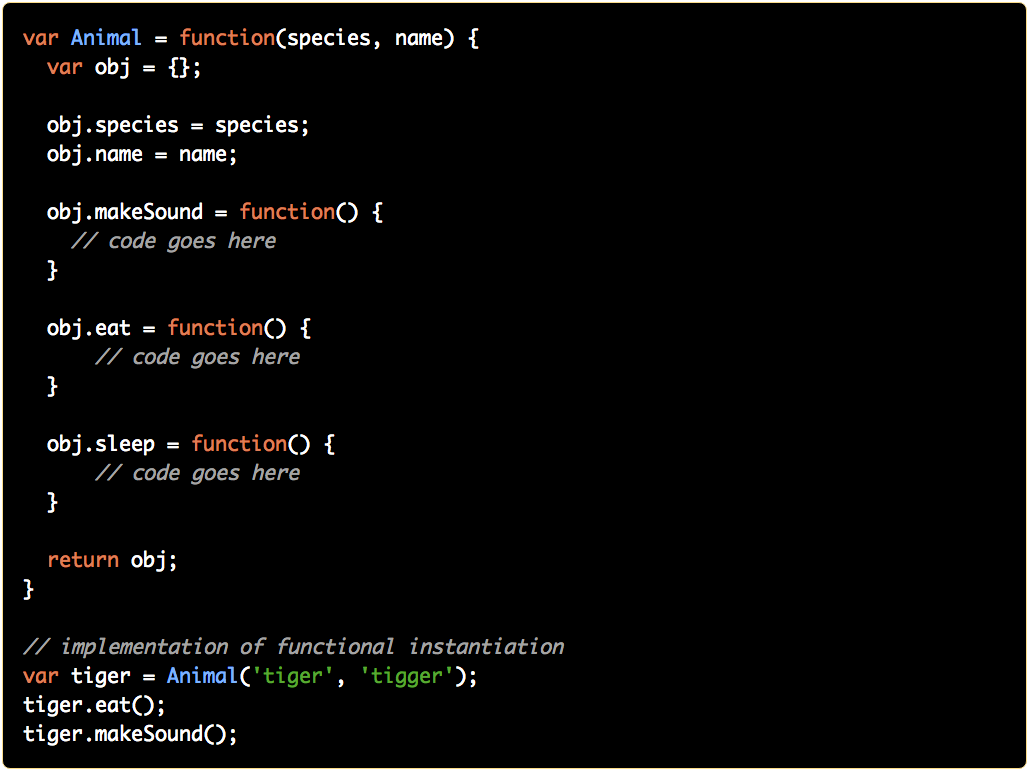 var Animal = function(species, name) {
  var obj = {};

  obj.species = species;
  obj.name = name;

  obj.makeSound = function() {
    // code goes here
  }

  obj.eat = function() {
      // code goes here
  }

  obj.sleep = function() {
      // code goes here
  }

  return obj;
}

// implementation of functional instantiation
var tiger = Animal('tiger', 'tigger');
tiger.eat();
tiger.makeSound();